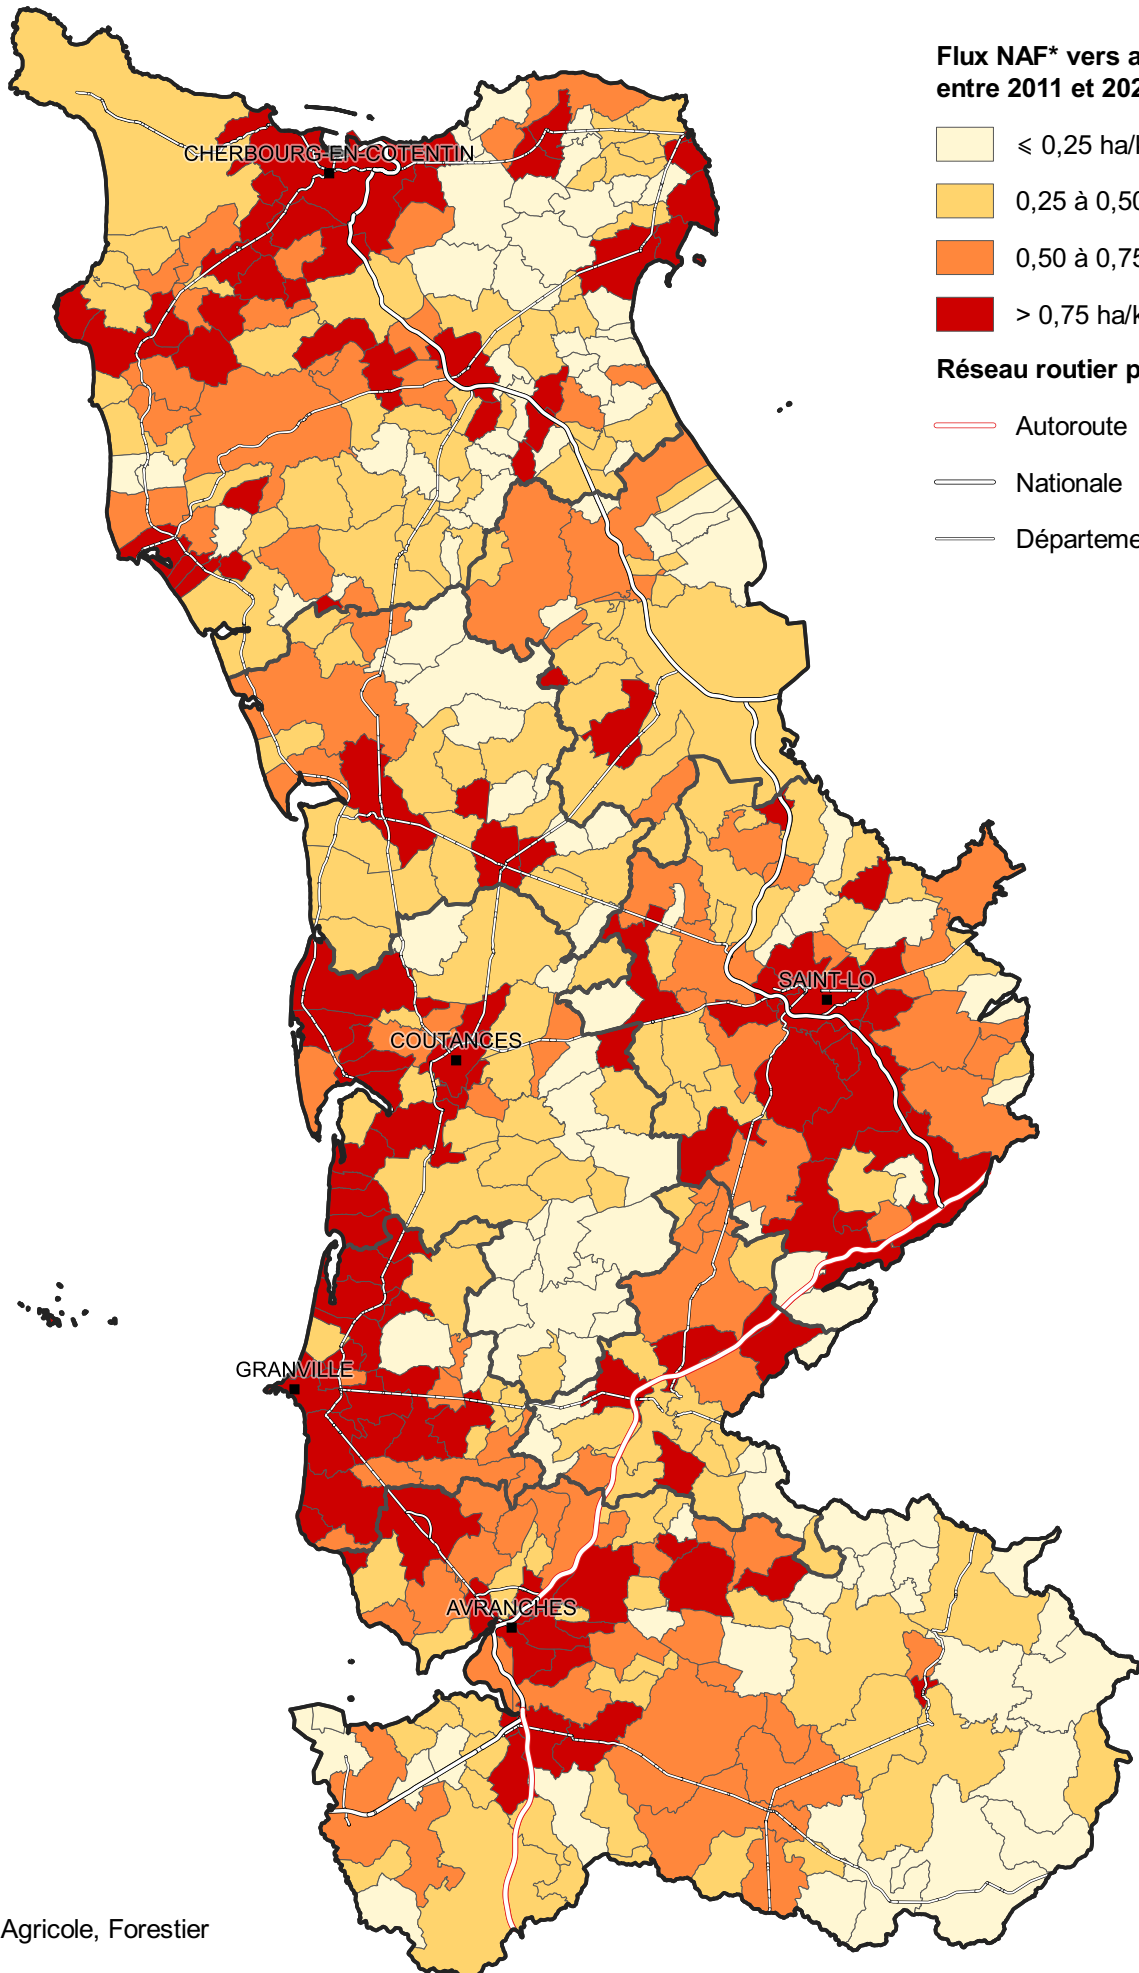 Flux NAF* vers a
entre 2011 et 202
≤ 0,25 ha/k
0,25 à 0,50
0,50 à 0,75
> 0,75 ha/k
Réseau routier p
Autoroute
Nationale
Départeme
CHERBOURG-EN-COTENTIN
SAINT-LO
COUTANCES
GRANVILLE
AVRANCHES
Agricole, Forestier